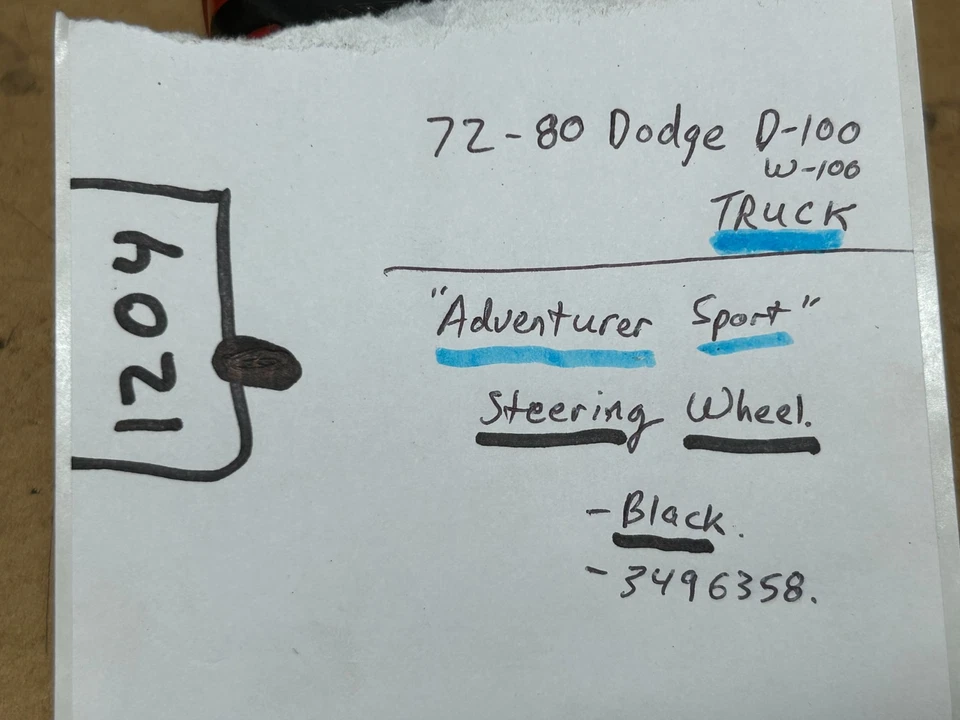 72-80 Dodge D-100
W-100
TRUCK
"Adventurer Sport"
Steering Wheel.
- Black.
- 3496358.
1204